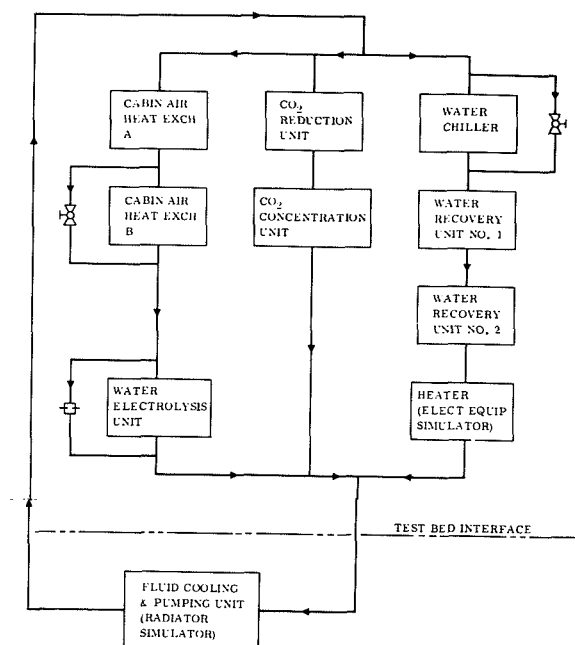 CABIN AIR
HEAT EXCH
A
CO2
REDUCTION
UNIT
WATER
CHILLER
CABIN AIR
HEAT EXCH
B
CO2
CONCENTRATION
UNIT
WATER
RECOVERY
UNIT NO. 1
WATER
RECOVERY
UNIT NO. 2
WATER
ELECTROLYSIS
UNIT
HEATER
(ELECT EQUIP
SIMULATOR)
TEST BED INTERFACE
FLUID COOLING
& PUMPING UNIT
(RADIATOR
SIMULATOR)